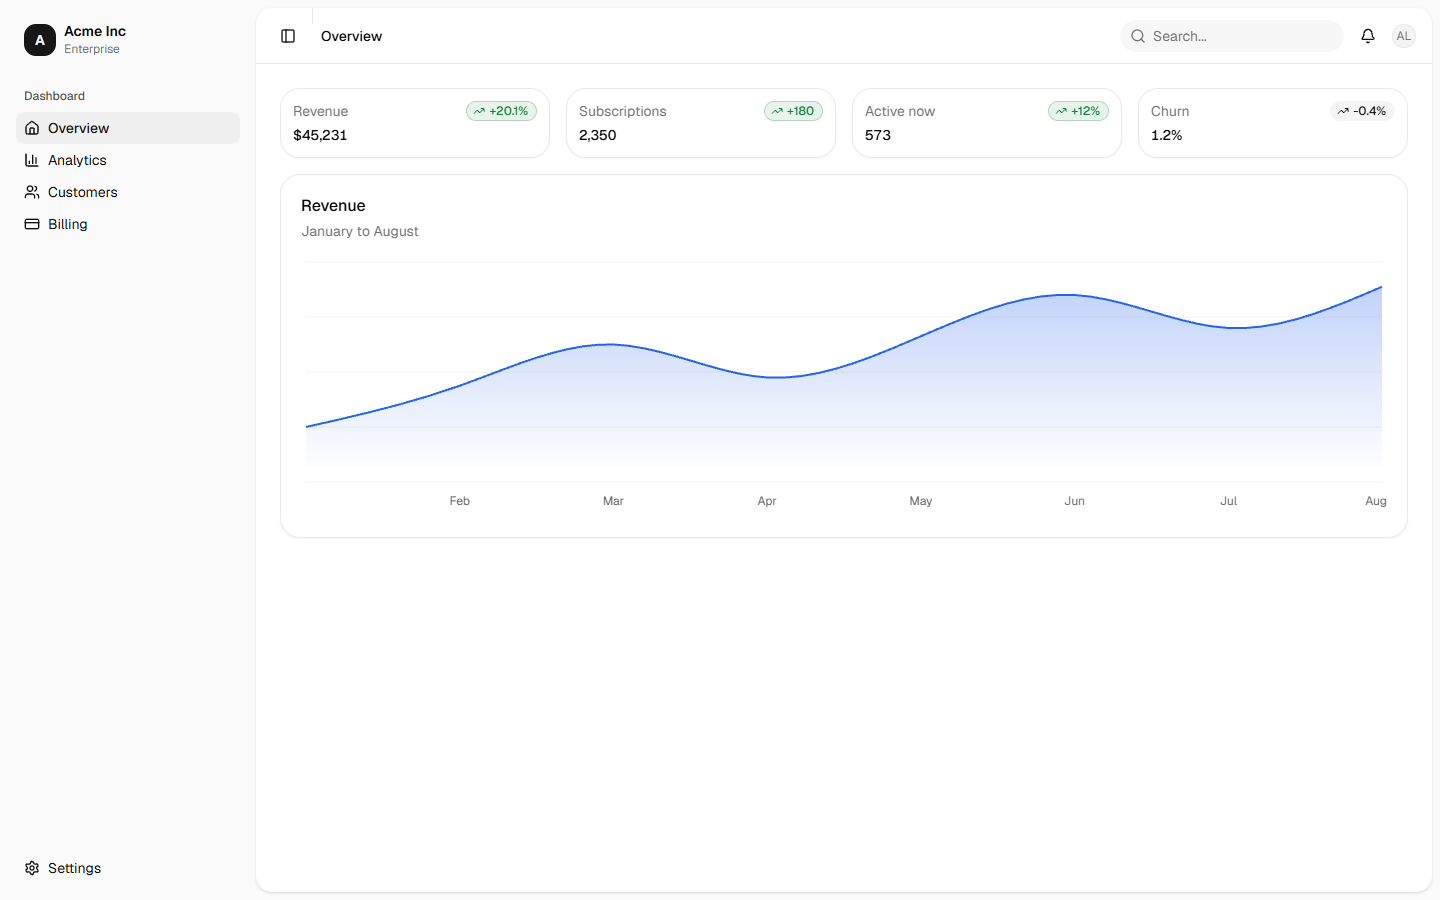 A
Acme Inc
Enterprise
Dashboard
Overview
Analytics
Customers
Billing
Settings
Overview
Search...
AL
Revenue
+20.1%
$45,231
Subscriptions
+180
2,350
Active now
+12%
573
Churn
-0.4%
1.2%
Revenue
January to August
Feb Mar Apr May Jun Jul Aug